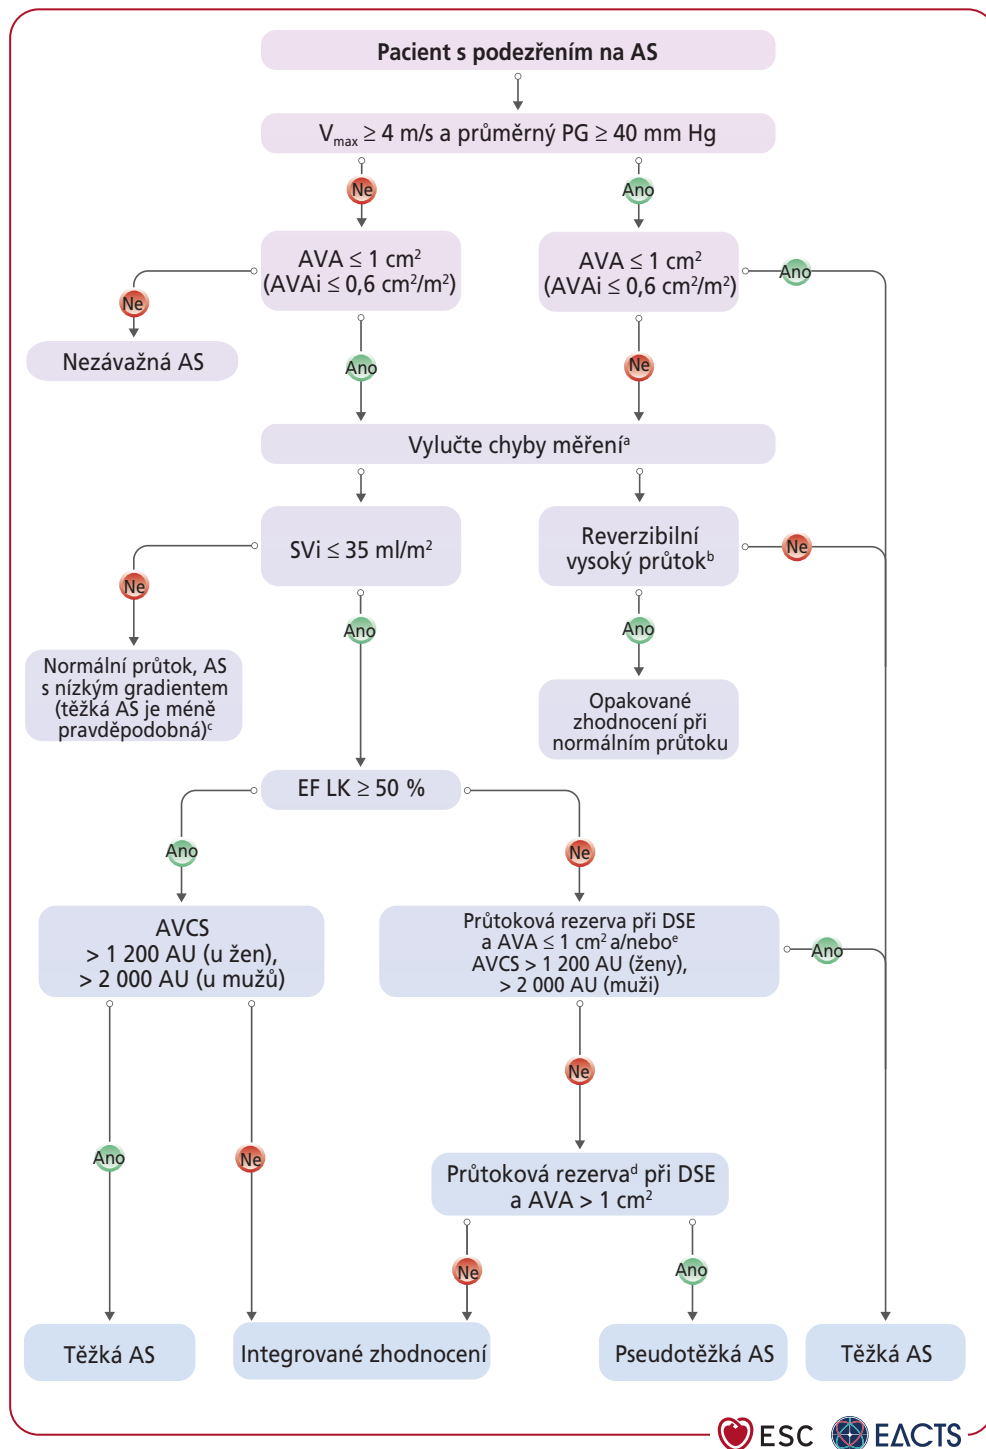 Pacient s podezřením na AS
Vmax ≥ 4 m/s a průměrný PG ≥ 40 mm Hg
Ne
Ano
AVA ≤ 1 cm²
(AVAi ≤ 0,6 cm²/m²)
AVA ≤ 1 cm²
(AVAi ≤ 0,6 cm²/m²)
Ano
Ne
Nezávažná AS
Ano
Ne
Vylučte chyby měřeníᵃ
SVi ≤ 35 ml/m²
Reverzibilní
vysoký průtokᵇ
Ne
Ne
Ano
Ano
Normální průtok, AS
s nízkým gradientem
(těžká AS je méně
pravděpodobná)ᶜ
Opakované
zhodnocení při
normálním průtoku
EF LK ≥ 50 %
Ano
Ne
AVCS
> 1 200 AU (u žen),
> 2 000 AU (u mužů)
Průtoková rezerva při DSE
a AVA ≤ 1 cm² a/neboᵉ
AVCS > 1 200 AU (ženy),
> 2 000 AU (muži)
Ano
Ne
Ano
Ne
Průtoková rezervaᵈ při DSE
a AVA > 1 cm²
Ne
Ano
Těžká AS
Integrované zhodnocení
Pseudotěžká AS
Těžká AS
ESC
EACTS